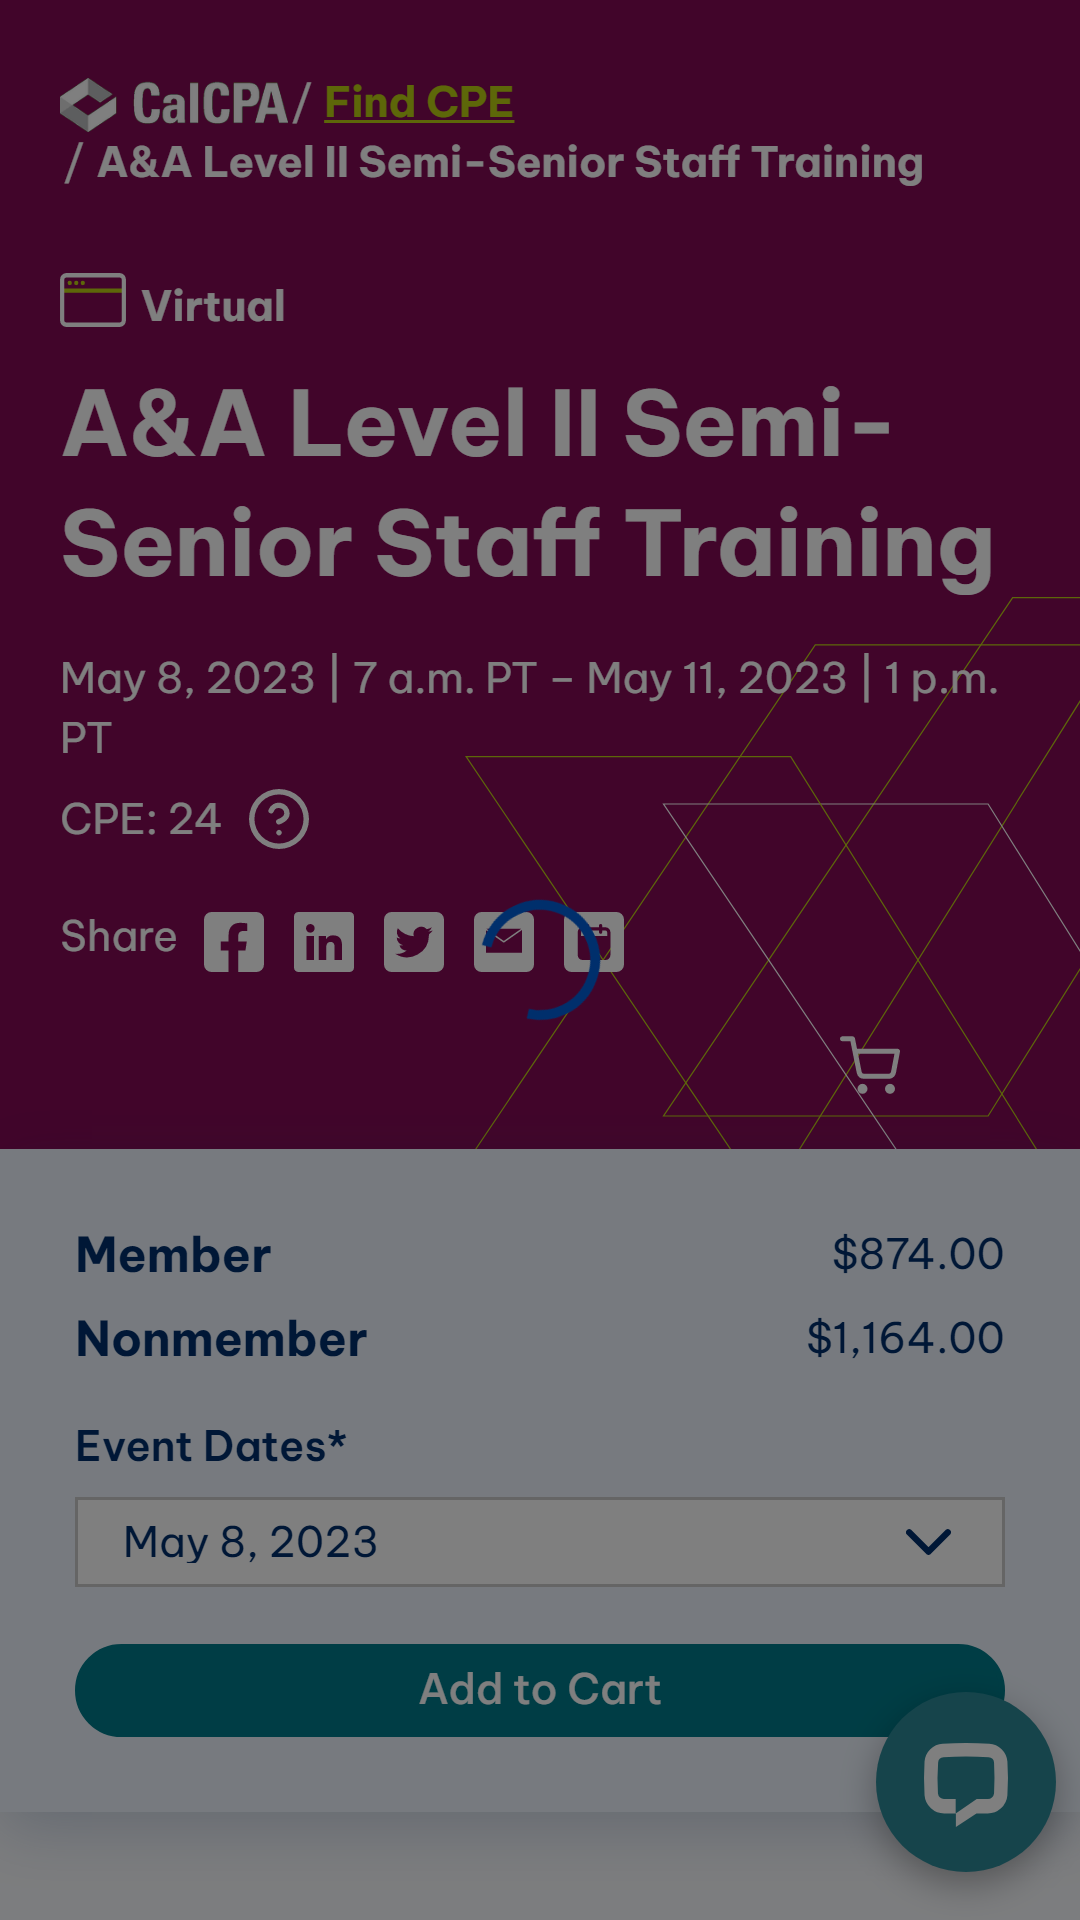 CalCPA / Find CPE
/ A&A Level II Semi-Senior Staff Training
Virtual
A&A Level II Semi-
Senior Staff Training
May 8, 2023 | 7 a.m. PT – May 11, 2023 | 1 p.m.
PT
CPE: 24 ?
Share
Member $874.00
Nonmember $1,164.00
Event Dates*
May 8, 2023
Add to Cart